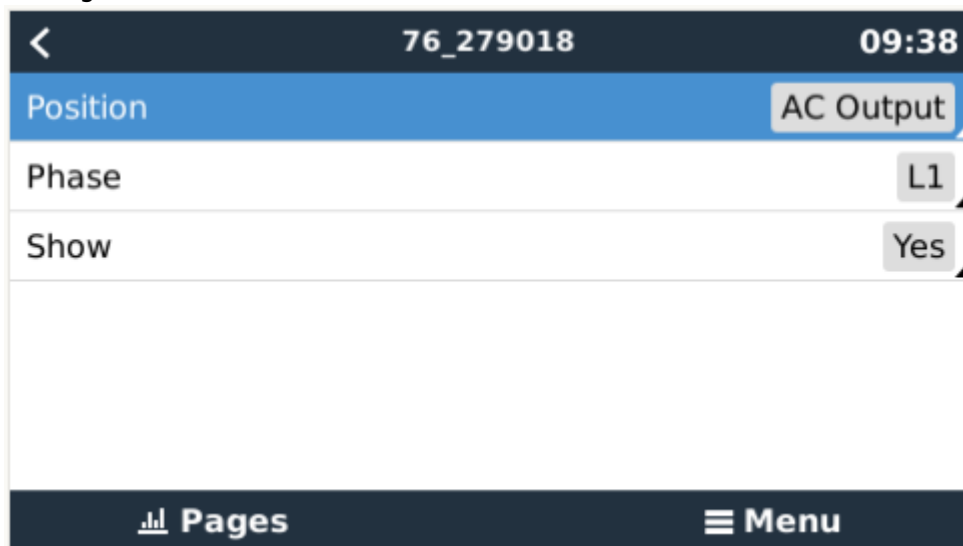 76_279018 09:38
Position AC Output
Phase L1
Show Yes
Pages Menu